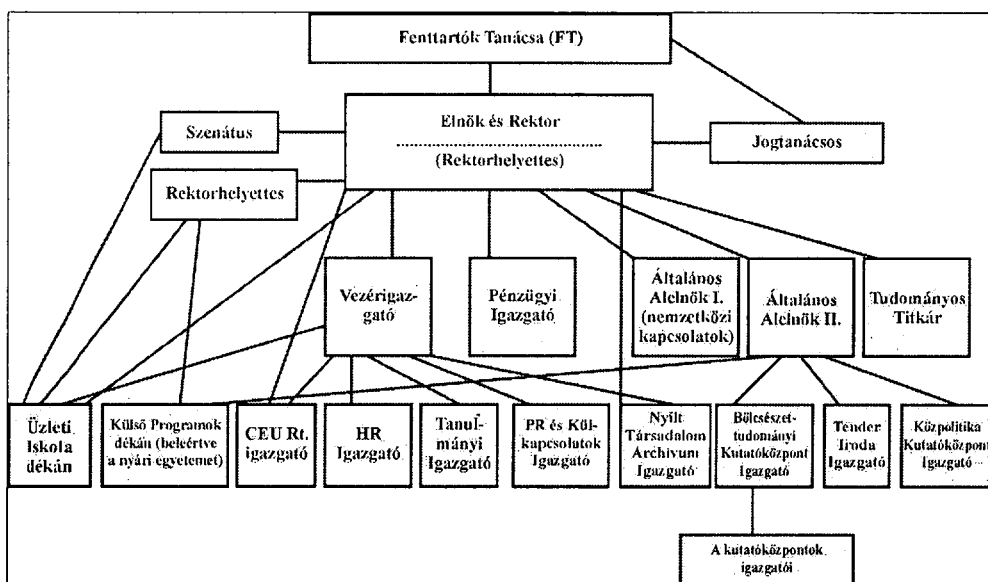 Fenttartók Tanácsa (FT)
Elnök és Rektor
(Rektorhelyettes)
Szenátus
Jogtanácsos
Rektorhelyettes
Vezérigaz-
gató
Pénzügyi
Igazgató
Általános
Alelnök I.
(nemzetközi
kapcsolatok)
Általános
Alelnök II.
Tudományos
Titkár
Üzleti
Iskola
dékán
Külső Programok
dékán (beleértve
a nyári egyetemet)
CEU Rt.
igazgató
HR
Igazgató
Tanul-
mányi
Igazgató
PR és Kül-
kapcsolatok
Igazgató
Nyílt
Társadalom
Archívum
Igazgató
Bölcsészet-
tudományi
Kutatóközpont
Igazgató
Tender
Iroda
Igazgató
Közpolitika
Kutatóközpont
Igazgató
A kutatóközpontok
igazgatói